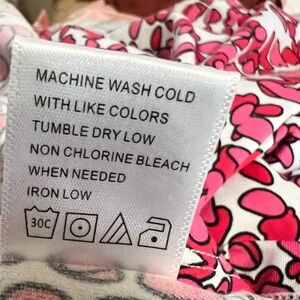 MACHINE WASH COLD
WITH LIKE COLORS
TUMBLE DRY LOW
NON CHLORINE BLEACH
WHEN NEEDED
IRON LOW
30C